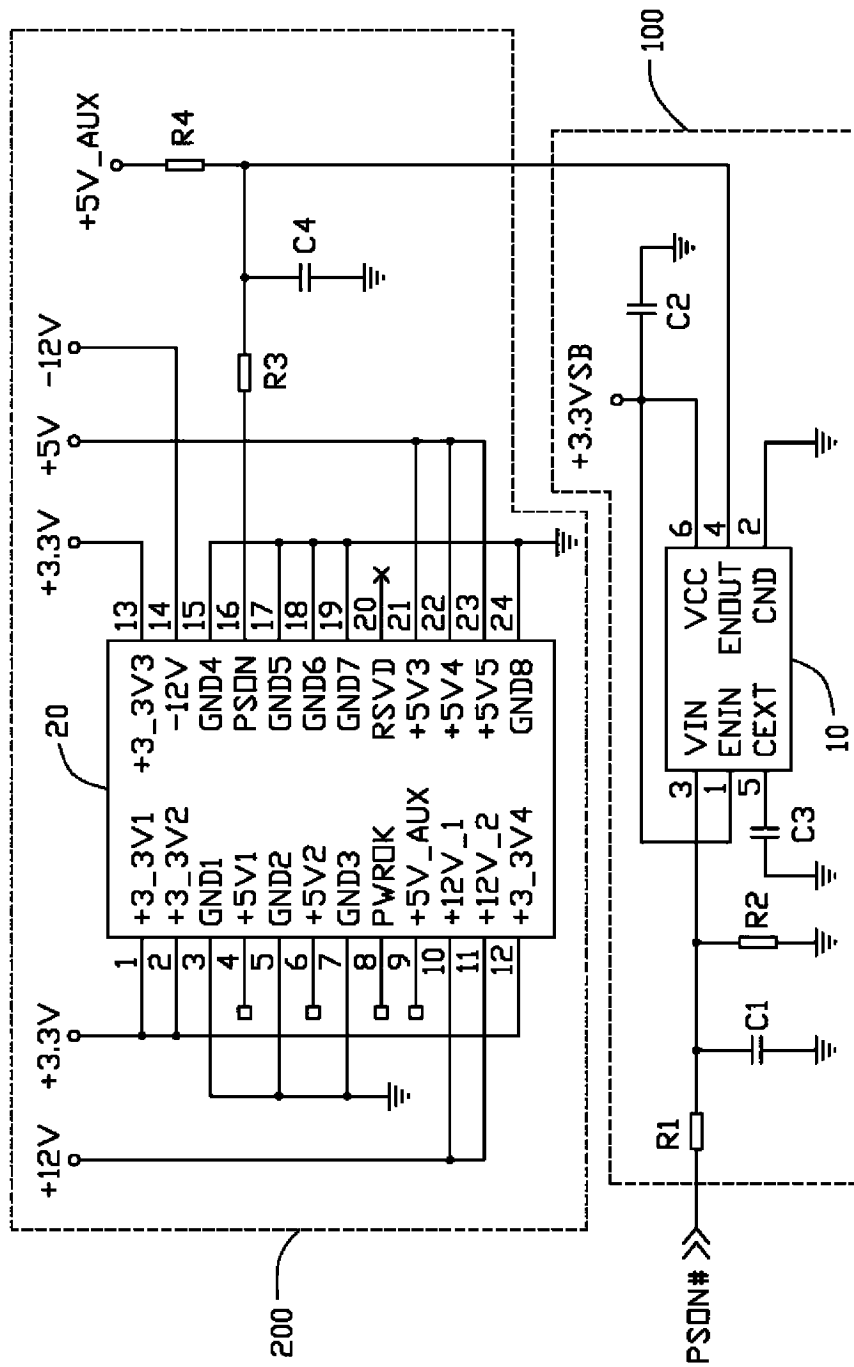 +12V
+3.3V
+3.3V
+5V
-12V
+5V_AUX
R4
C4
R3
20
200
1 +3_3V1
2 +3_3V2
3 GND1
4 +5V1
5 GND2
6 +5V2
7 GND3
8 PWROK
9 +5V_AUX
10 +12V_1
11 +12V_2
12 +3_3V4
+3_3V3 13
-12V 14
GND4 15
PSON 16
GND5 17
GND6 18
GND7 19
RSVD 20
+5V3 21
+5V4 22
+5V5 23
GND8 24
100
+3.3VSB
C2
3 VIN
1 ENIN
5 CEXT
VCC 6
ENOUT 4
CND 2
10
PSON#
R1
C1
R2
C3